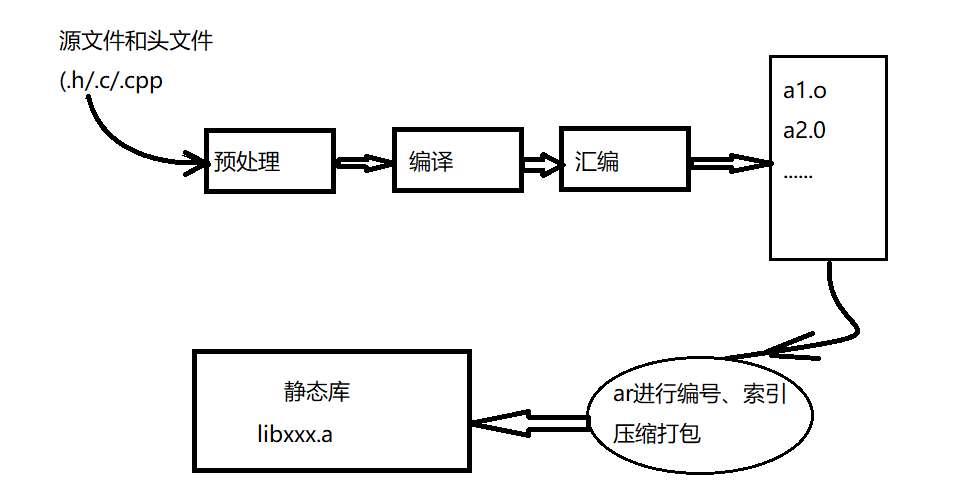 源文件和头文件
(.h/.c/.cpp
预处理
编译
汇编
a1.o
a2.0
......
ar进行编号、索引
压缩打包
静态库
libxxx.a